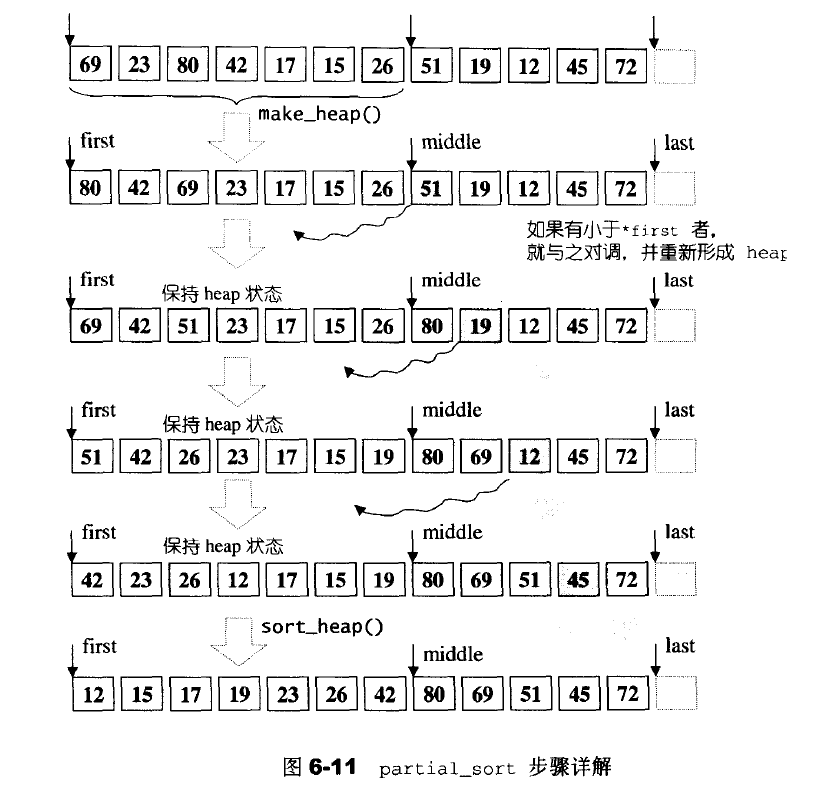 69 23 80 42 17 15 26 51 19 12 45 72
make_heap()
first middle last
80 42 69 23 17 15 26 51 19 12 45 72
如果有小于*first 者,
就与之对调, 并重新形成 heap
first 保持 heap 状态 middle last
69 42 51 23 17 15 26 80 19 12 45 72
first 保持 heap 状态 middle last
51 42 26 23 17 15 19 80 69 12 45 72
first 保持 heap 状态 middle last
42 23 26 12 17 15 19 80 69 51 45 72
sort_heap()
first middle last
12 15 17 19 23 26 42 80 69 51 45 72
图 6-11 partial_sort 步骤详解